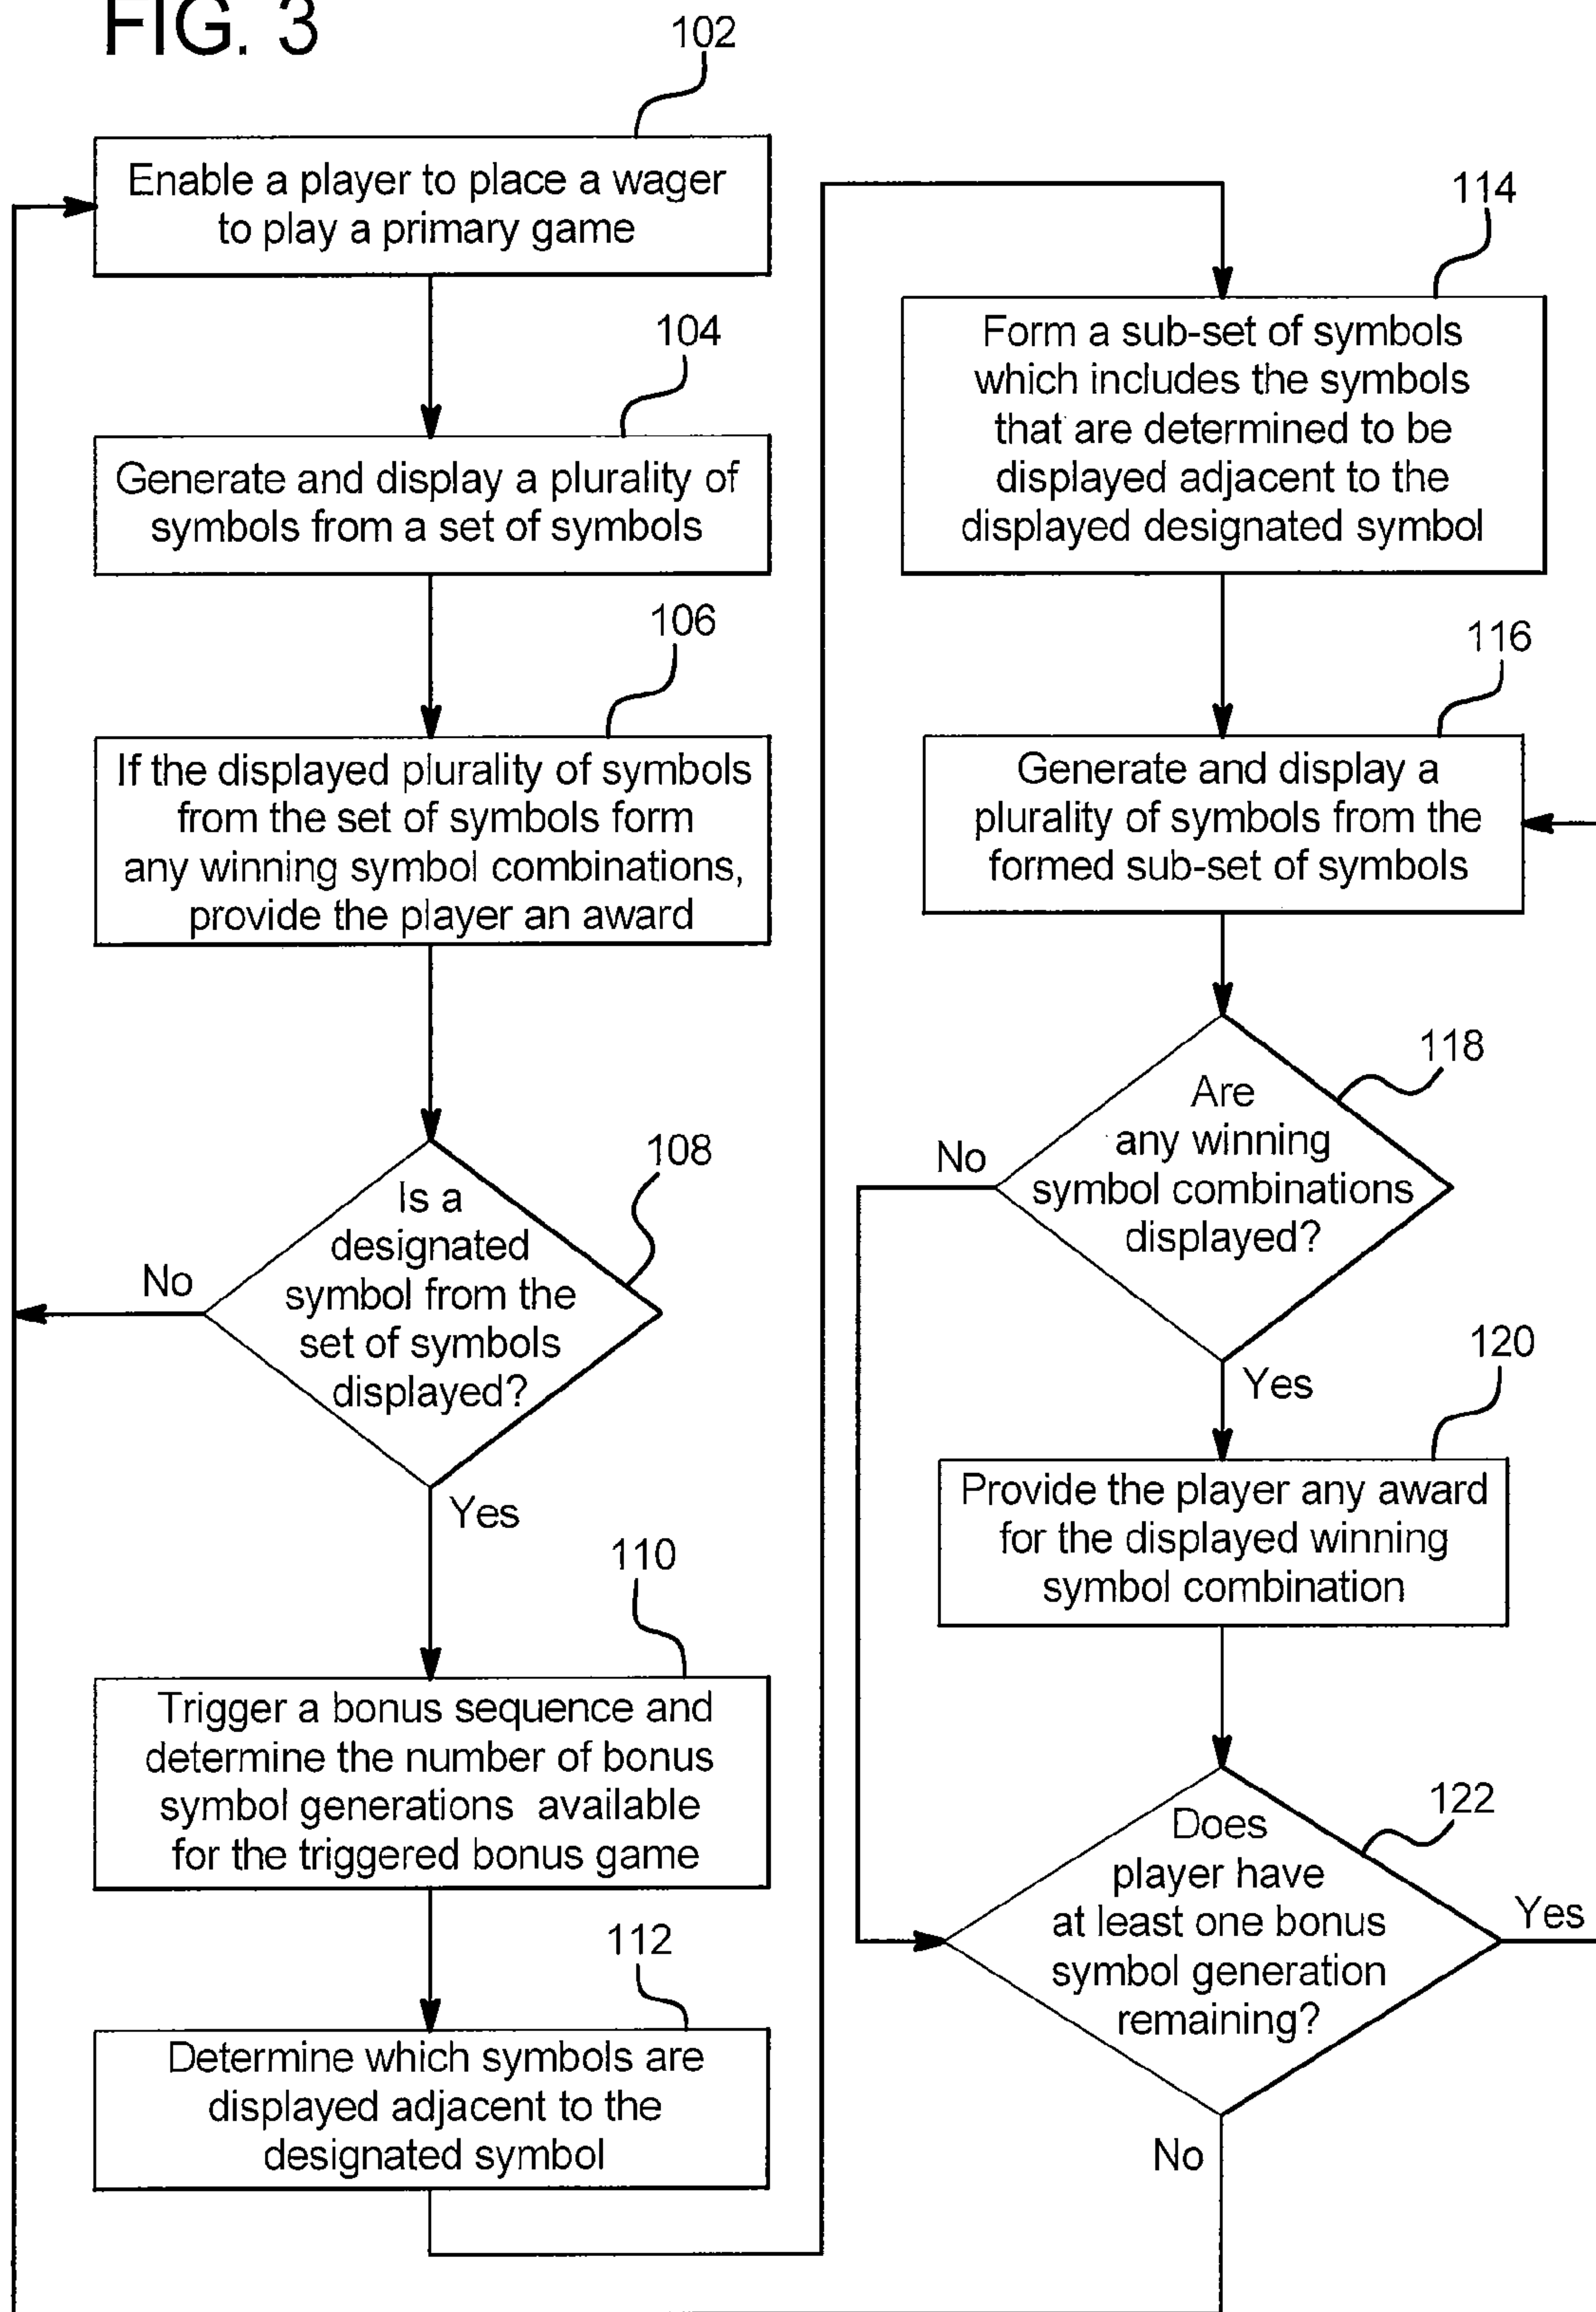 FIG. 3
102
Enable a player to place a wager
to play a primary game
104
Generate and display a plurality of
symbols from a set of symbols
106
If the displayed plurality of symbols
from the set of symbols form
any winning symbol combinations,
provide the player an award
108
Is a
designated
symbol from the
set of symbols
displayed?
No
Yes
110
Trigger a bonus sequence and
determine the number of bonus
symbol generations available
for the triggered bonus game
112
Determine which symbols are
displayed adjacent to the
designated symbol
114
Form a sub-set of symbols
which includes the symbols
that are determined to be
displayed adjacent to the
displayed designated symbol
116
Generate and display a
plurality of symbols from the
formed sub-set of symbols
118
Are
any winning
symbol combinations
displayed?
No
Yes
120
Provide the player any award
for the displayed winning
symbol combination
122
Does
player have
at least one bonus
symbol generation
remaining?
Yes
No